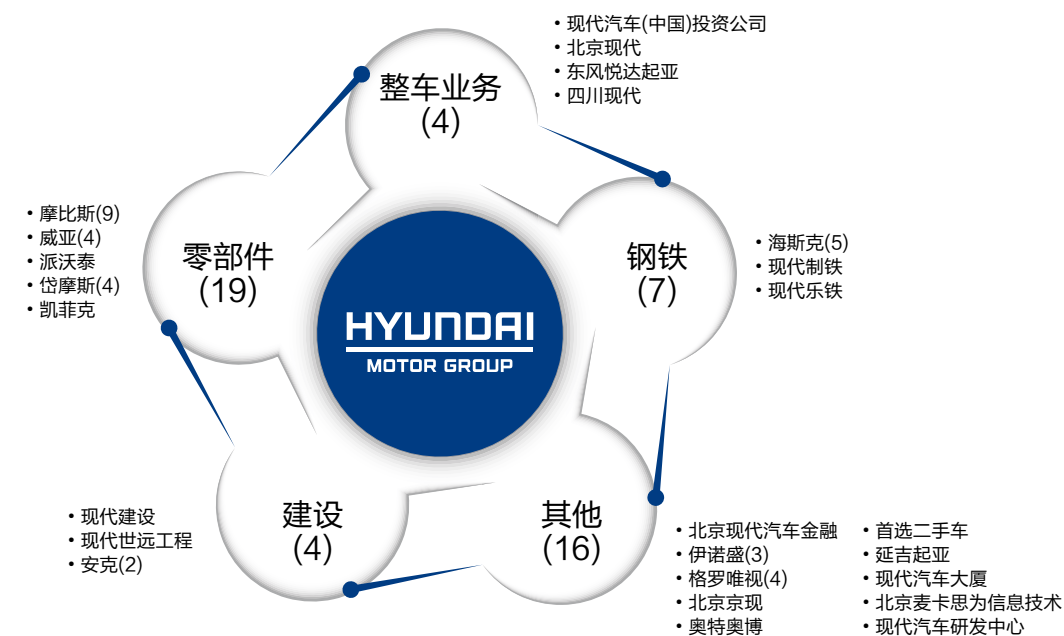 • 现代汽车(中国)投资公司
• 北京现代
• 东风悦达起亚
• 四川现代
整车业务
(4)
• 摩比斯(9)
• 威亚(4)
• 派沃泰
• 岱摩斯(4)
• 凯菲克
零部件
(19)
钢铁
(7)
• 海斯克(5)
• 现代制铁
• 现代乐铁
HYUNDAI
MOTOR GROUP
• 现代建设
• 现代世远工程
• 安克(2)
建设
(4)
其他
(16)
• 北京现代汽车金融
• 伊诺盛(3)
• 格罗唯视(4)
• 北京京现
• 奥特奥博
• 首选二手车
• 延吉起亚
• 现代汽车大厦
• 北京麦卡思为信息技术
• 现代汽车研发中心